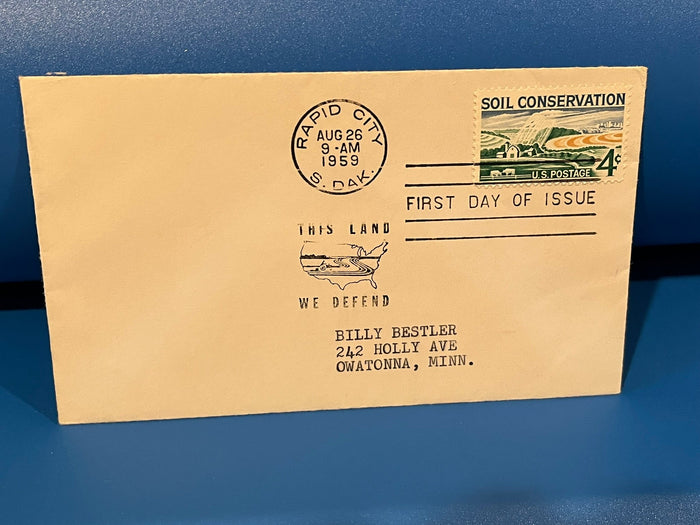 SOIL CONSERVATION
4¢
U.S. POSTAGE
RAPID CITY
AUG 26
9-AM
1959
S. DAK.
FIRST DAY OF ISSUE
THIS LAND
WE DEFEND
BILLY BESTLER
242 HOLLY AVE
OWATONNA, MINN.